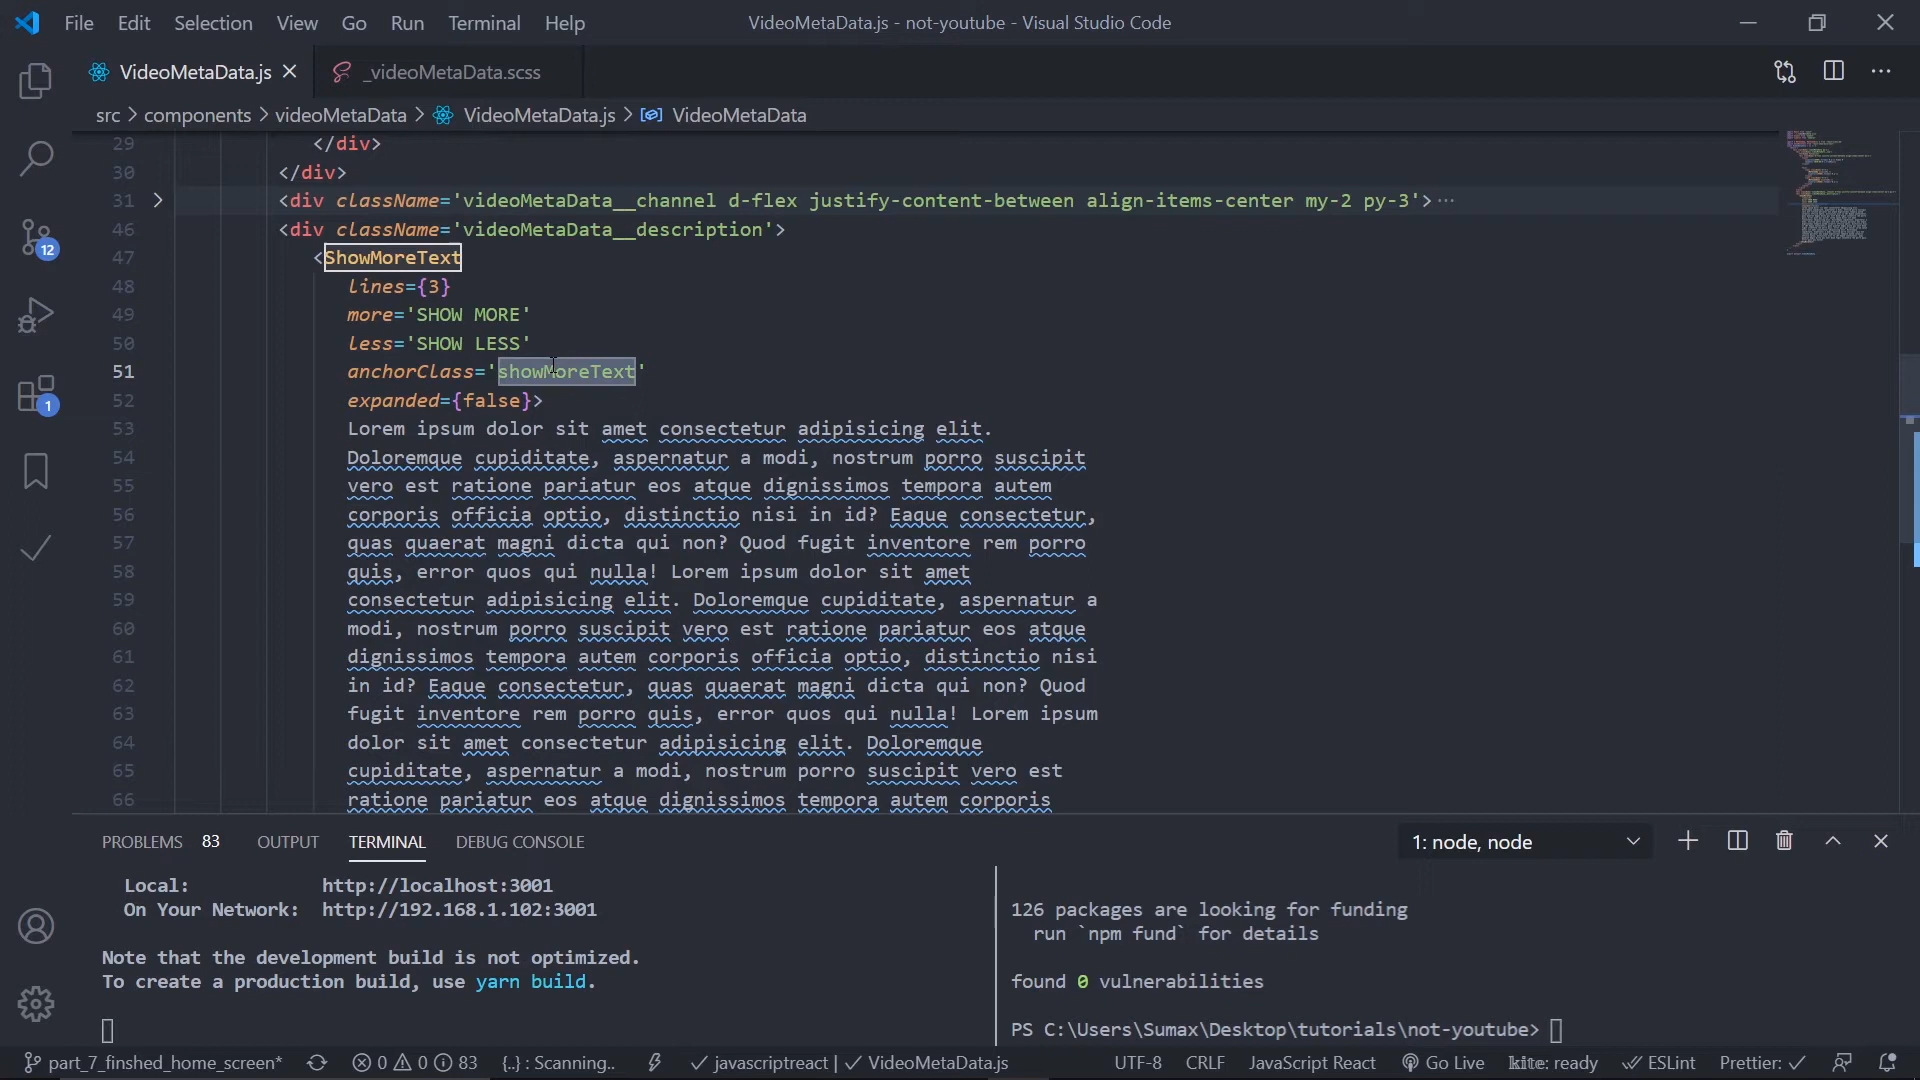 File Edit Selection View Go Run Terminal Help VideoMetaData.js - not-youtube - Visual Studio Code
VideoMetaData.js _videoMetaData.scss
src > components > videoMetaData > VideoMetaData.js > VideoMetaData
29 </div>
30 </div>
31 <div className='videoMetaData__channel d-flex justify-content-between align-items-center my-2 py-3'>···
46 <div className='videoMetaData__description'>
47 <ShowMoreText
48 lines={3}
49 more='SHOW MORE'
50 less='SHOW LESS'
51 anchorClass='showMoreText'
52 expanded={false}>
53 Lorem ipsum dolor sit amet consectetur adipisicing elit.
54 Doloremque cupiditate, aspernatur a modi, nostrum porro suscipit
55 vero est ratione pariatur eos atque dignissimos tempora autem
56 corporis officia optio, distinctio nisi in id? Eaque consectetur,
57 quas quaerat magni dicta qui non? Quod fugit inventore rem porro
58 quis, error quos qui nulla! Lorem ipsum dolor sit amet
59 consectetur adipisicing elit. Doloremque cupiditate, aspernatur a
60 modi, nostrum porro suscipit vero est ratione pariatur eos atque
61 dignissimos tempora autem corporis officia optio, distinctio nisi
62 in id? Eaque consectetur, quas quaerat magni dicta qui non? Quod
63 fugit inventore rem porro quis, error quos qui nulla! Lorem ipsum
64 dolor sit amet consectetur adipisicing elit. Doloremque
65 cupiditate, aspernatur a modi, nostrum porro suscipit vero est
66 ratione pariatur eos atque dignissimos tempora autem corporis
12
1
PROBLEMS 83 OUTPUT TERMINAL DEBUG CONSOLE 1: node, node
Local: http://localhost:3001
On Your Network: http://192.168.1.102:3001
Note that the development build is not optimized.
To create a production build, use yarn build.
126 packages are looking for funding
run `npm fund` for details
found 0 vulnerabilities
PS C:\Users\Sumax\Desktop\tutorials\not-youtube>
part_7_finshed_home_screen* 0 0 83 {..} : Scanning.. javascriptreact | VideoMetaData.js UTF-8 CRLF JavaScript React Go Live kite: ready ESLint Prettier: